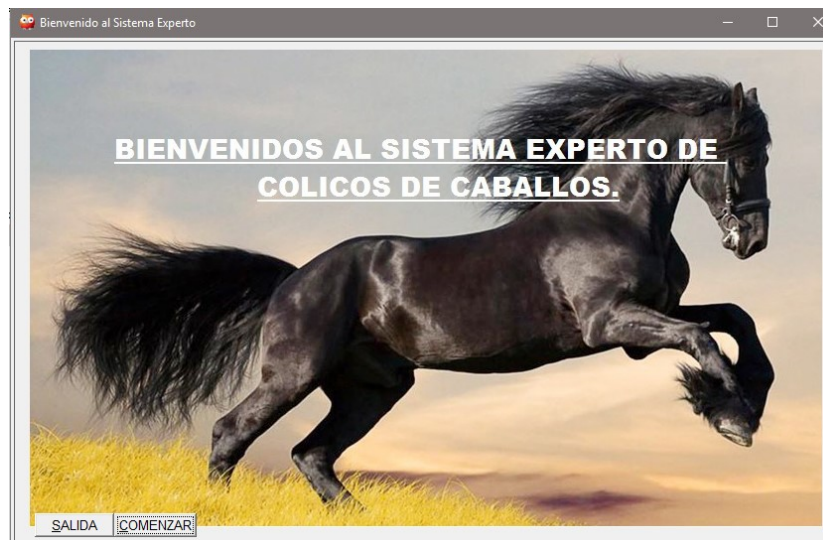 Bienvenido al Sistema Experto
BIENVENIDOS AL SISTEMA EXPERTO DE
COLICOS DE CABALLOS.
SALIDA COMENZAR